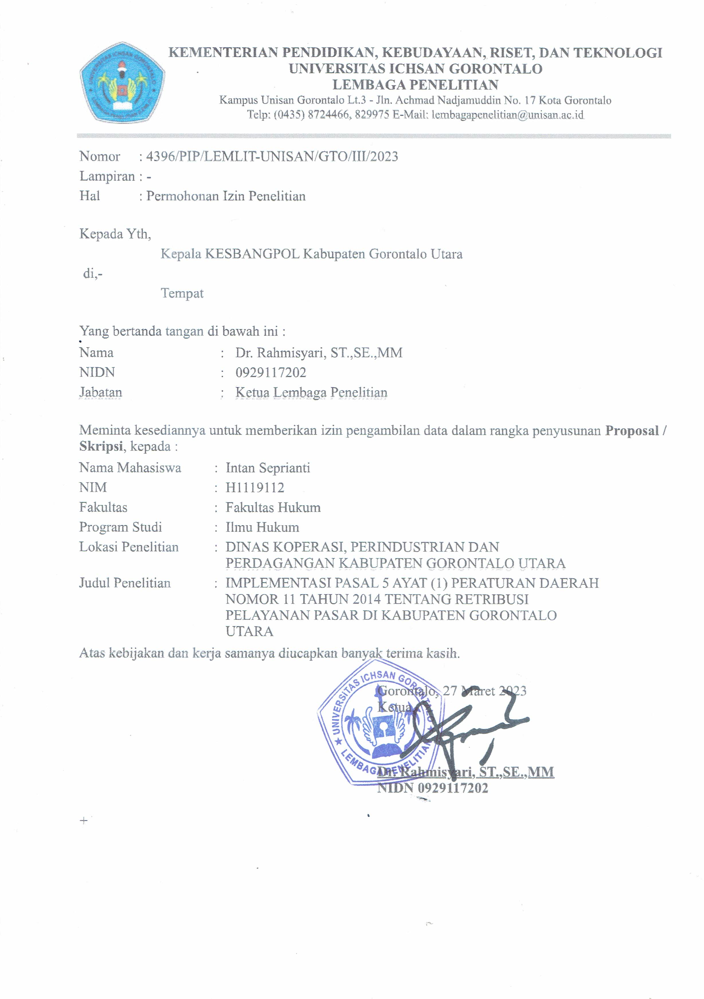 KEMENTERIAN PENDIDIKAN, KEBUDAYAAN, RISET, DAN TEKNOLOGI
UNIVERSITAS ICHSAN GORONTALO
LEMBAGA PENELITIAN
Kampus Unisan Gorontalo Lt.3 - Jln. Achmad Nadjamuddin No. 17 Kota Gorontalo
Telp: (0435) 8724466, 829975 E-Mail: lembagapenelitian@unisan.ac.id
Nomor : 4396/PIP/LEMLIT-UNISAN/GTO/III/2023
Lampiran : -
Hal : Permohonan Izin Penelitian
Kepada Yth,
Kepala KESBANGPOL Kabupaten Gorontalo Utara
di,-
Tempat
Yang bertanda tangan di bawah ini :
Nama : Dr. Rahmisyari, ST.,SE.,MM
NIDN : 0929117202
Jabatan : Ketua Lembaga Penelitian
Meminta kesediannya untuk memberikan izin pengambilan data dalam rangka penyusunan Proposal /
Skripsi, kepada :
Nama Mahasiswa : Intan Seprianti
NIM : H1119112
Fakultas : Fakultas Hukum
Program Studi : Ilmu Hukum
Lokasi Penelitian : DINAS KOPERASI, PERINDUSTRIAN DAN
PERDAGANGAN KABUPATEN GORONTALO UTARA
Judul Penelitian : IMPLEMENTASI PASAL 5 AYAT (1) PERATURAN DAERAH
NOMOR 11 TAHUN 2014 TENTANG RETRIBUSI
PELAYANAN PASAR DI KABUPATEN GORONTALO
UTARA
Atas kebijakan dan kerja samanya diucapkan banyak terima kasih.
UNIVERSITAS ICHSAN GORONTALO
LEMBAGA PENELITIAN
Gorontalo, 27 Maret 2023
Ketua,
Dr. Rahmisyari, ST.,SE.,MM
NIDN 0929117202
+